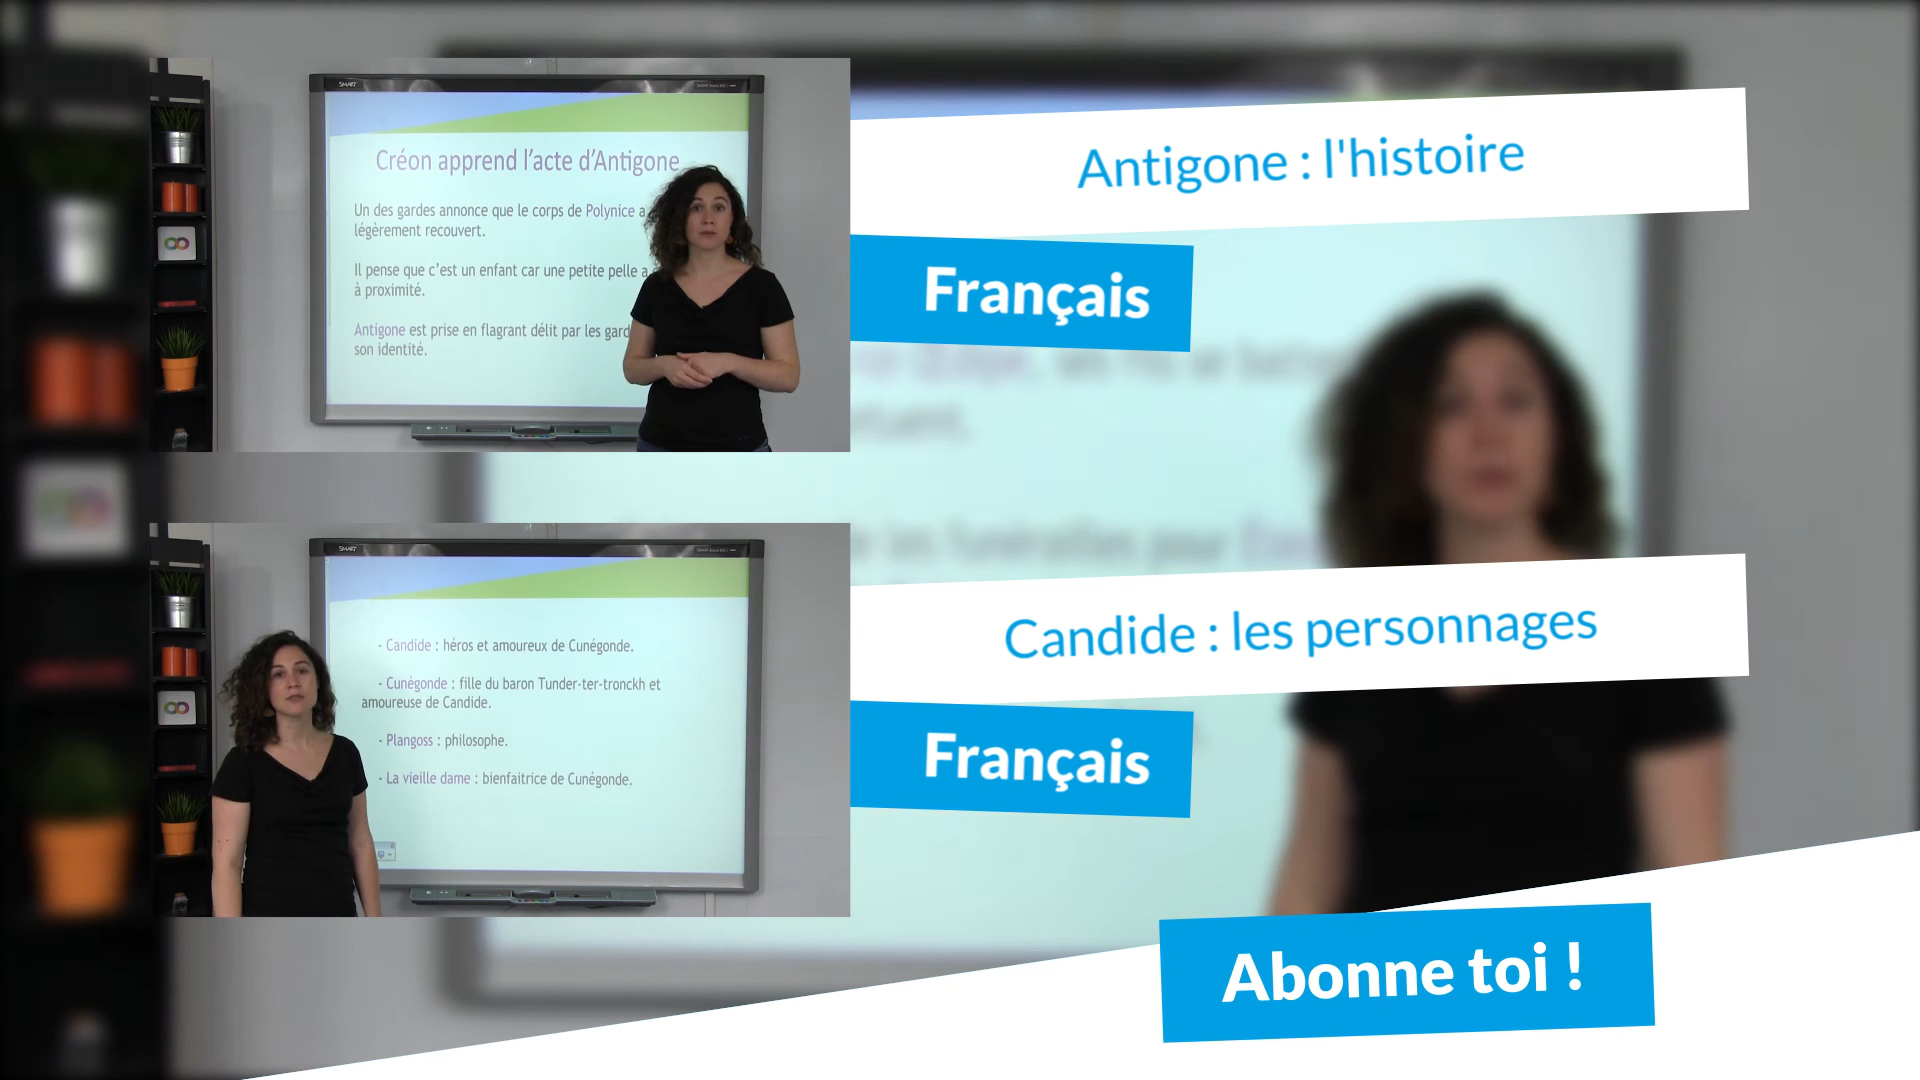 SMART
Créon apprend l'acte d'Antigone
Un des gardes annonce que le corps de Polynice a
légèrement recouvert.
Il pense que c'est un enfant car une petite pelle a
à proximité.
Antigone est prise en flagrant délit par les gard
son identité.
Antigone : l'histoire
Français
SMART
- Candide : héros et amoureux de Cunégonde.
- Cunégonde : fille du baron Tunder-ter-tronckh et
amoureuse de Candide.
- Plangoss : philosophe.
- La vieille dame : bienfaitrice de Cunégonde.
Candide : les personnages
Français
Abonne toi !